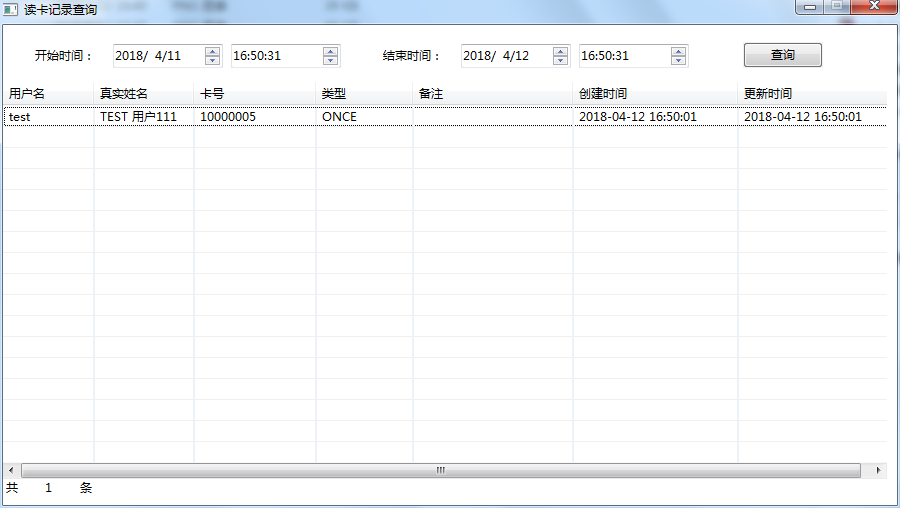 读卡记录查询
开始时间： 2018/ 4/11 16:50:31 结束时间： 2018/ 4/12 16:50:31 查询
用户名 真实姓名 卡号 类型 备注 创建时间 更新时间
test TEST 用户111 10000005 ONCE 2018-04-12 16:50:01 2018-04-12 16:50:01
共 1 条